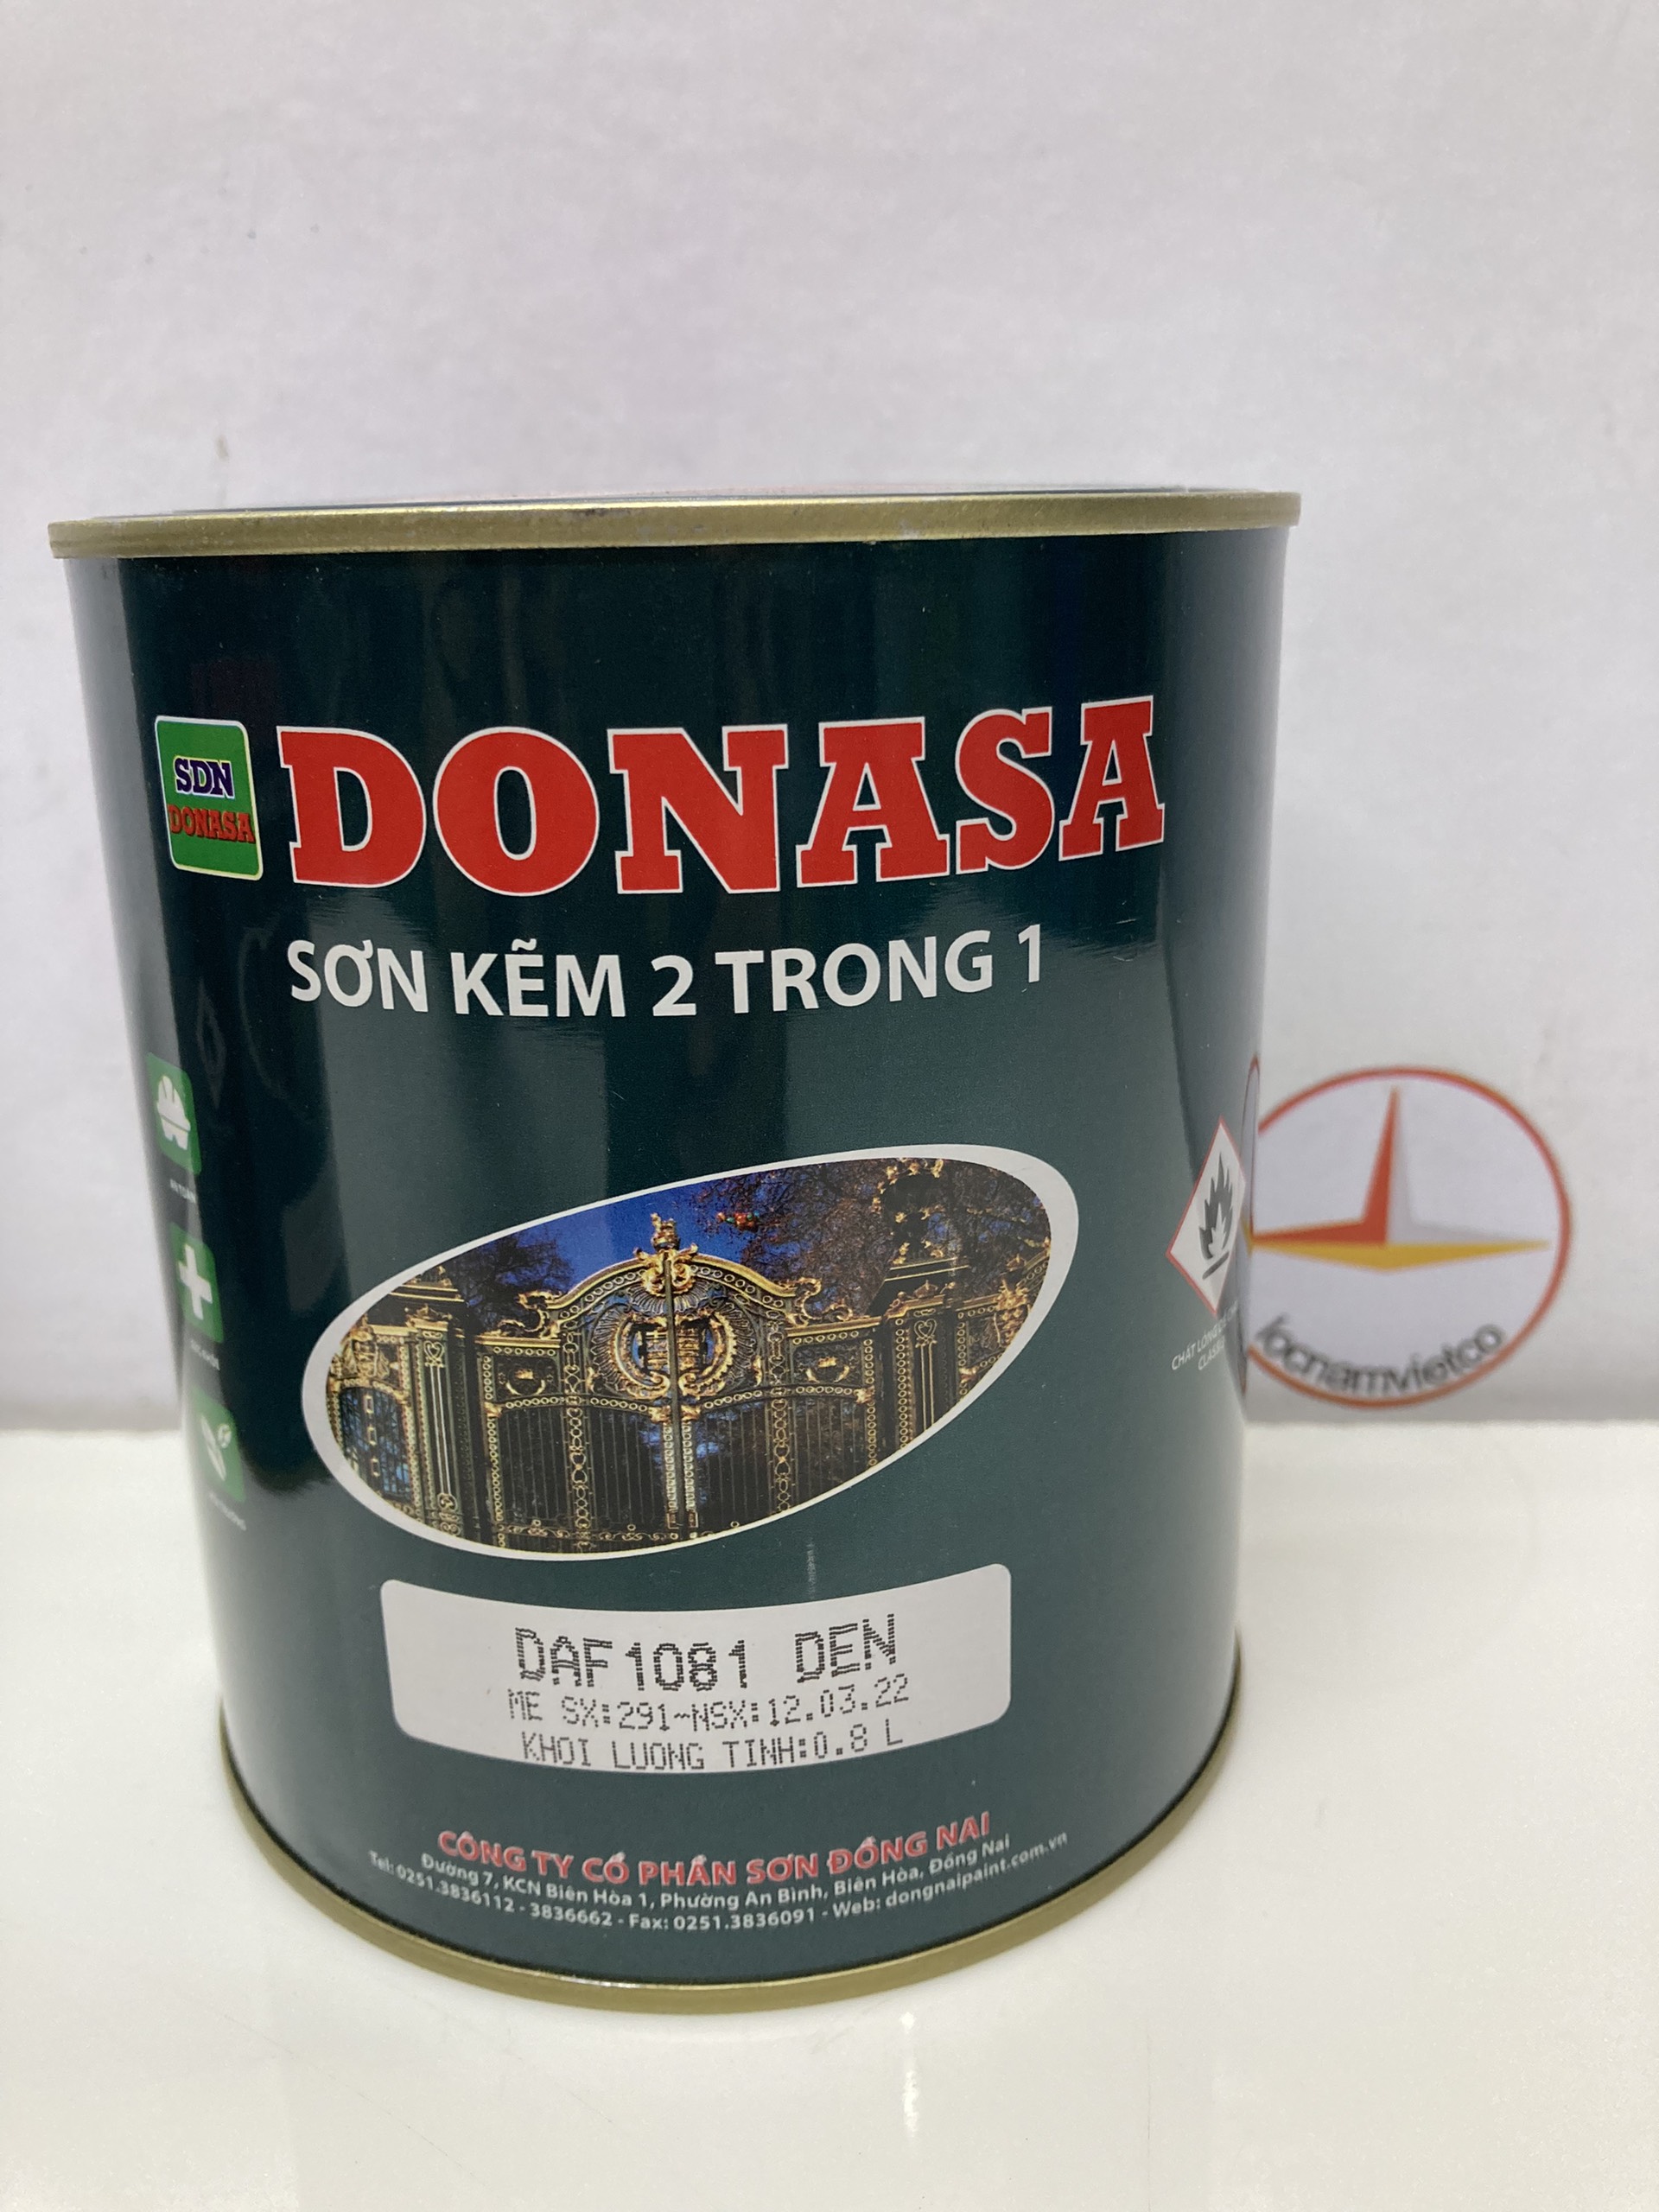 SDN
DONASA
DONASA
SƠN KẼM 2 TRONG 1
CHẤT LỎNG
locnamvietco
DAF1081 DEN
ME SX:291~NSX:12.03.22
KHOI LUONG TINH:0.8 L
CÔNG TY CỔ PHẦN SƠN ĐỒNG NAI
Đường 7, KCN Biên Hòa 1, Phường An Bình, Biên Hòa, Đồng Nai
Tel: 0251.3836112 - 3836662 - Fax: 0251.3836091 - Web: dongnaipaint.com.vn